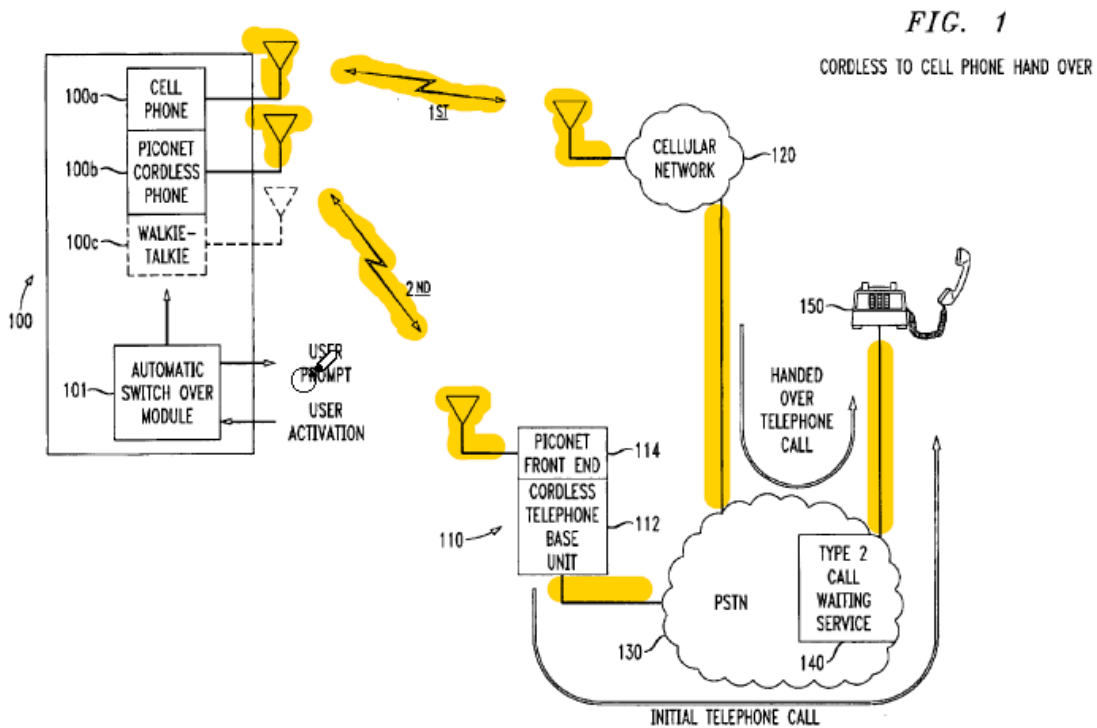 FIG. 1
CORDLESS TO CELL PHONE HAND OVER
100a
CELL
PHONE
100b
PICONET
CORDLESS
PHONE
100c
WALKIE-
TALKIE
100
101
AUTOMATIC
SWITCH OVER
MODULE
USER
PROMPT
USER
ACTIVATION
1ST
2ND
CELLULAR
NETWORK
120
150
HANDED
OVER
TELEPHONE
CALL
PICONET
FRONT END
114
CORDLESS
TELEPHONE
BASE
UNIT
112
110
PSTN
130
TYPE 2
CALL
WAITING
SERVICE
140
INITIAL TELEPHONE CALL